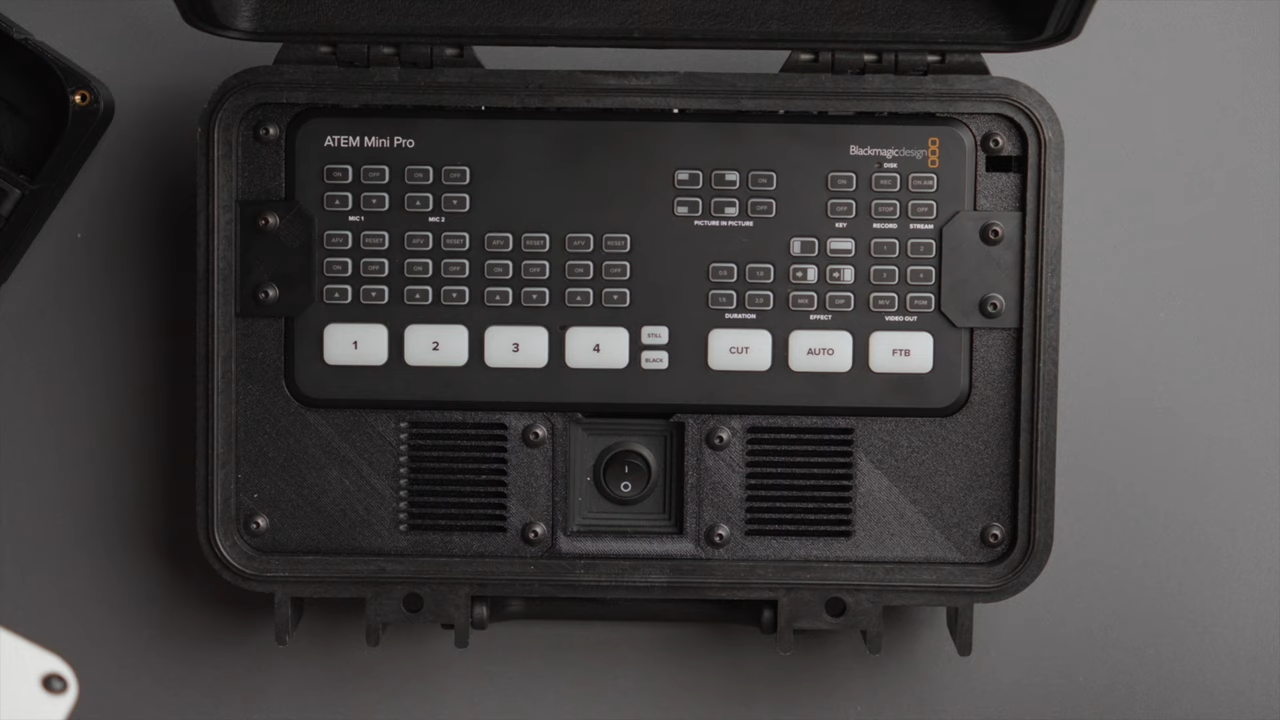 ATEM Mini Pro
Blackmagicdesign
DISK
ON OFF ON OFF ON ON REC ON AIR
OFF OFF STOP OFF
MIC 1 MIC 2 PICTURE IN PICTURE KEY RECORD STREAM
AFV RESET AFV RESET AFV RESET AFV RESET 1 2
ON OFF ON OFF ON OFF ON OFF 0.5 1.0 3 4
1.5 2.0 MIX DIP M/V PGM
DURATION EFFECT VIDEO OUT
1 2 3 4 STILL CUT AUTO FTB
BLACK
I
O